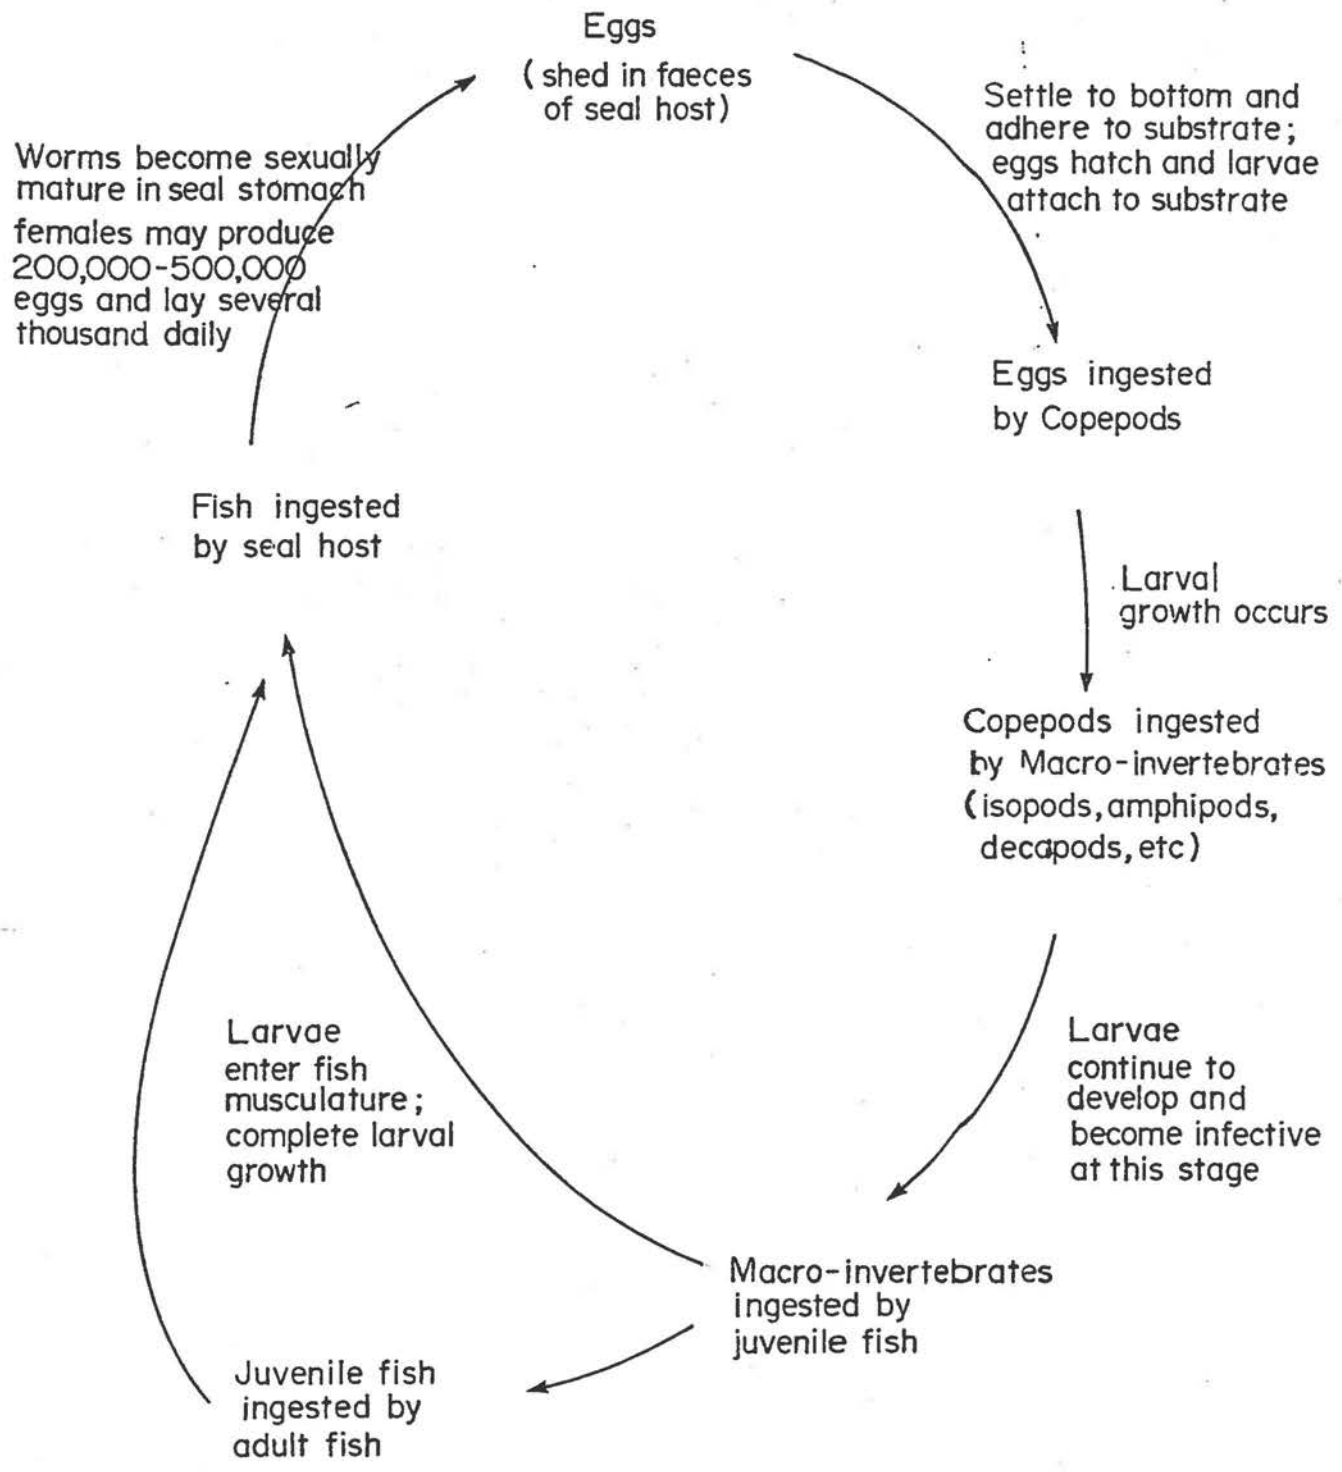 Eggs
(shed in faeces
of seal host)
Settle to bottom and
adhere to substrate;
eggs hatch and larvae
attach to substrate
Eggs ingested
by Copepods
Larval
growth occurs
Copepods ingested
by Macro-invertebrates
(isopods, amphipods,
decapods, etc)
Larvae
continue to
develop and
become infective
at this stage
Macro-invertebrates
ingested by
juvenile fish
Juvenile fish
ingested by
adult fish
Larvae
enter fish
musculature;
complete larval
growth
Fish ingested
by seal host
Worms become sexually
mature in seal stomach
females may produce
200,000-500,000
eggs and lay several
thousand daily